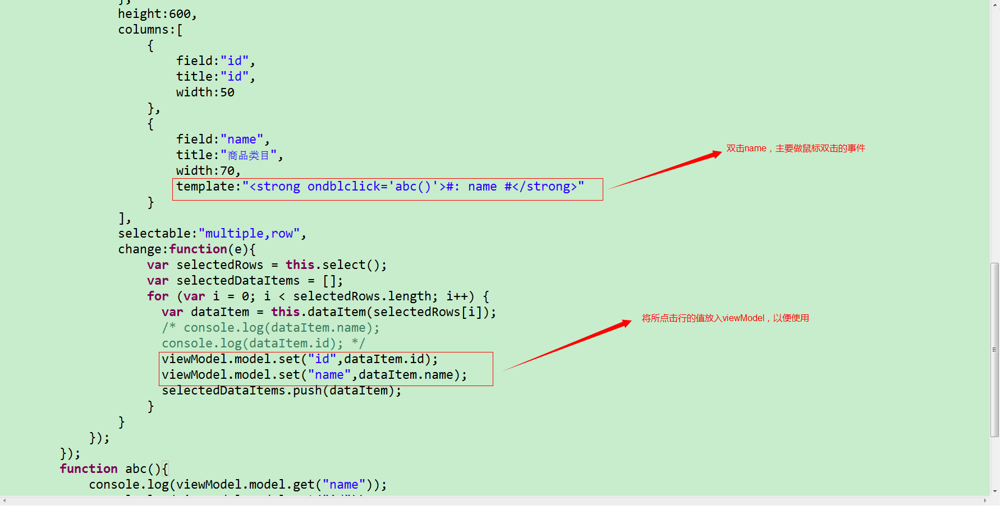 },
height:600,
columns:[
{
field:"id",
title:"id",
width:50
},
{
field:"name",
title:"商品类目",
width:70,
template:"<strong ondblclick='abc()'>#: name #</strong>"
双击name，主要做鼠标双击的事件
}
],
selectable:"multiple,row",
change:function(e){
var selectedRows = this.select();
var selectedDataItems = [];
for (var i = 0; i < selectedRows.length; i++) {
var dataItem = this.dataItem(selectedRows[i]);
/* console.log(dataItem.name);
console.log(dataItem.id); */
viewModel.model.set("id",dataItem.id);
viewModel.model.set("name",dataItem.name);
将所点击行的值放入viewModel，以便使用
selectedDataItems.push(dataItem);
}
}
});
});
function abc(){
console.log(viewModel.model.get("name"));